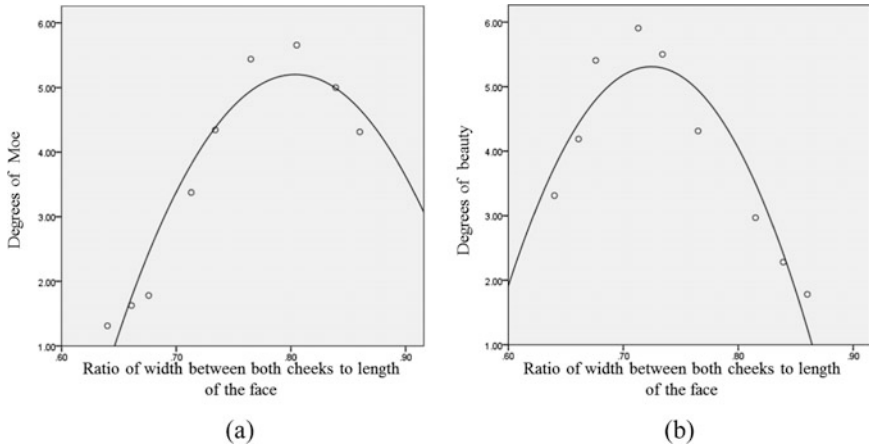 Degrees of Moe
6.00
5.00
4.00
3.00
2.00
1.00
.60
.70
.80
.90
Ratio of width between both cheeks to length
of the face
(a)
Degrees of beauty
6.00
5.00
4.00
3.00
2.00
1.00
.60
.70
.80
.90
Ratio of width between both cheeks to length
of the face
(b)